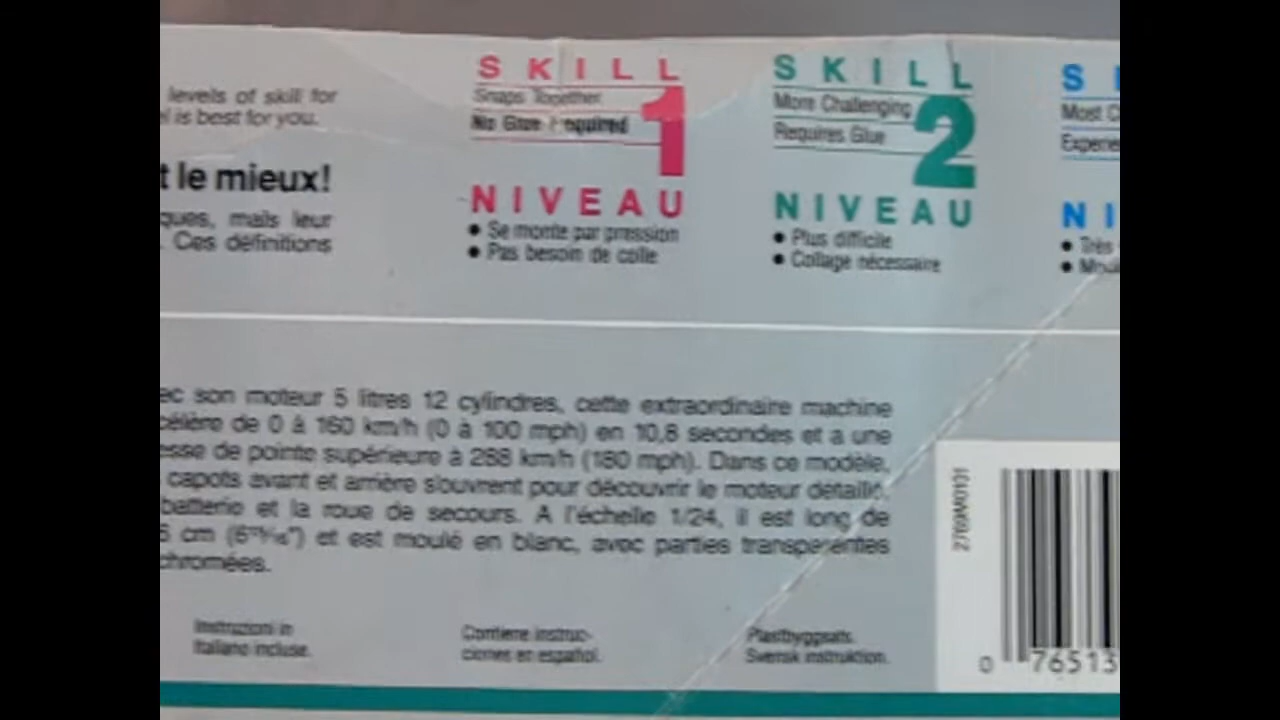 levels of skill for
l is best for you.
t le mieux!
ques, mais leur
. Ces définitions
SKILL
1
Snaps Together
No Glue Required
NIVEAU
• Se monte par pression
• Pas besoin de colle
SKILL
2
More Challenging
Requires Glue
NIVEAU
• Plus difficile
• Collage nécessaire
S
Most C
Experie
NI
• Très
• Moul
ec son moteur 5 litres 12 cylindres, cette extraordinaire machine
célère de 0 à 160 km/h (0 à 100 mph) en 10,8 secondes et a une
esse de pointe supérieure à 288 km/h (180 mph). Dans ce modèle,
capots avant et arrière s'ouvrent pour découvrir le moteur détaillé,
batterie et la roue de secours. A l'échelle 1/24, il est long de
cm et est moulé en blanc, avec parties transparentes
chromées.
Instruzioni in
Italiano incluse.
Contiene instruc-
ciones en español.
Plastbyggsats.
Svensk instruktion.
0 76513